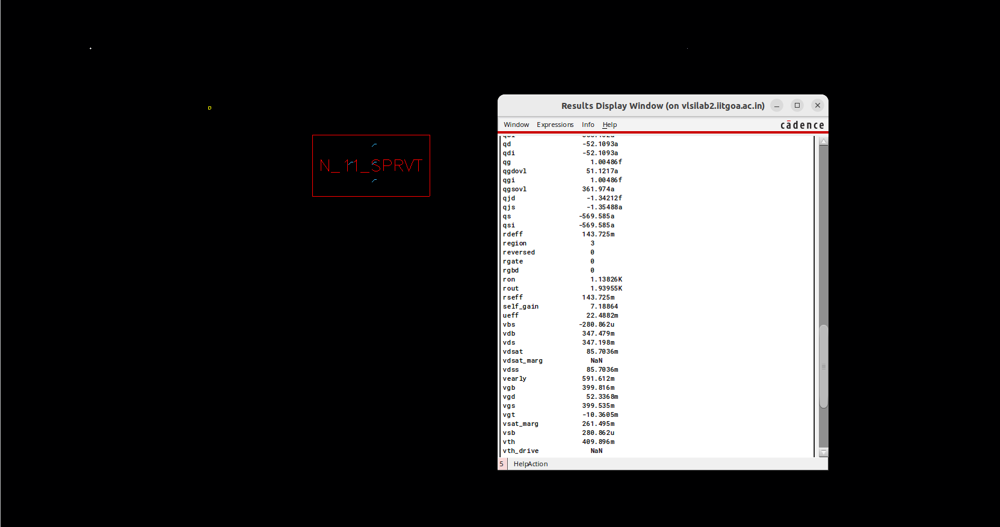 Results Display Window (on vlsilab2.iitgoa.ac.in)
Window Expressions Info Help
cādence
N_11_SPRVT
qd -52.1093a
qdi -52.1093a
qg 1.00486f
qgdovl 51.1217a
qgi 1.00486f
qgsovl 361.974a
qjd -1.34212f
qjs -1.35488a
qs -569.585a
qsi -569.585a
rdeff 143.725m
region 3
reversed 0
rgate 0
rgbd 0
ron 1.13826K
rout 1.93955K
rseff 143.725m
self_gain 7.18864
ueff 22.4882m
vbs -280.862u
vdb 347.479m
vds 347.198m
vdsat 85.7036m
vdsat_marg NaN
vdss 85.7036m
vearly 591.612m
vgb 399.816m
vgd 52.3368m
vgs 399.535m
vgt -10.3605m
vsat_marg 261.495m
vsb 280.862u
vth 409.896m
vth_drive NaN
5 HelpAction